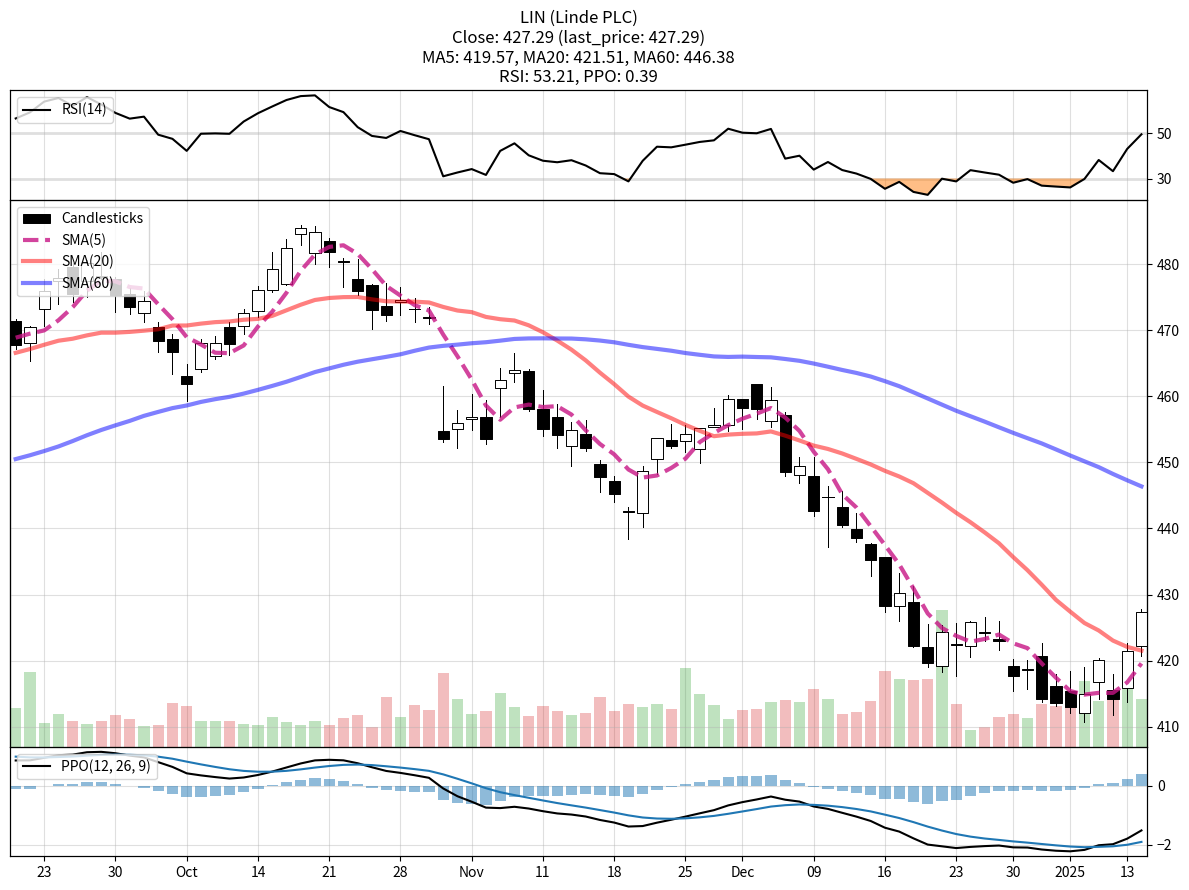 LIN (Linde PLC)
Close: 427.29 (last_price: 427.29)
MA5: 419.57, MA20: 421.51, MA60: 446.38
RSI: 53.21, PPO: 0.39
RSI(14)
50
30
Candlesticks
SMA(5)
SMA(20)
SMA(60)
480
470
460
450
440
430
420
410
PPO(12, 26, 9)
0
−2
23 30 Oct 14 21 28 Nov 11 18 25 Dec 09 16 23 30 2025 13